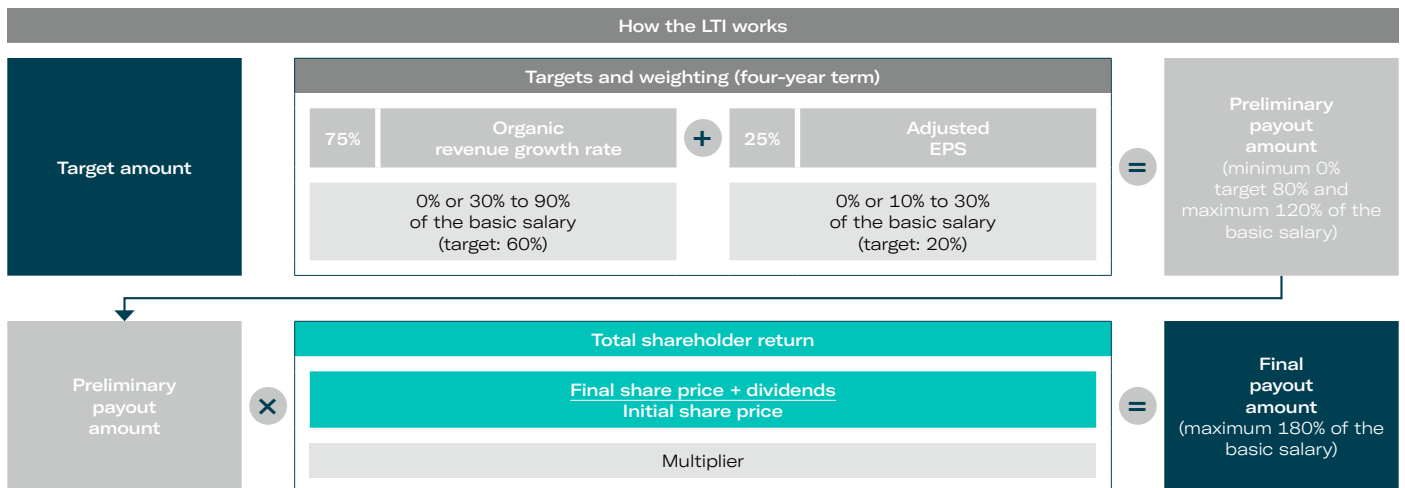 How the LTI works
Target amount
Targets and weighting (four-year term)
75%
Organic
revenue growth rate
+
25%
Adjusted
EPS
0% or 30% to 90%
of the basic salary
(target: 60%)
0% or 10% to 30%
of the basic salary
(target: 20%)
=
Preliminary
payout
amount
(minimum 0%
target 80% and
maximum 120% of the
basic salary)
Preliminary
payout
amount
×
Total shareholder return
Final share price + dividends
Initial share price
Multiplier
=
Final
payout
amount
(maximum 180% of the
basic salary)